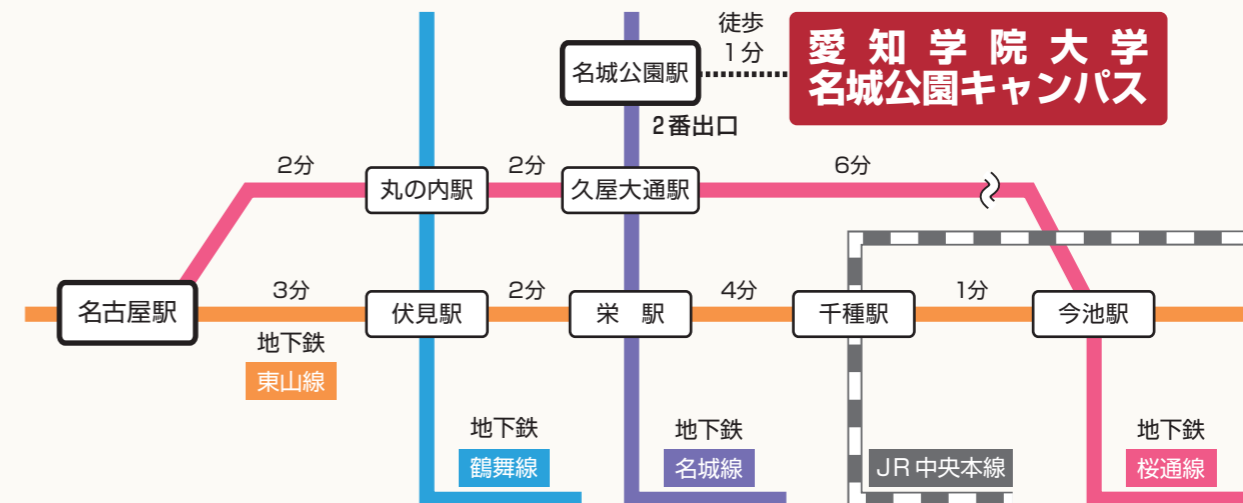 徒歩
1分
愛知学院大学
名城公園キャンパス
名城公園駅
2番出口
2分
2分
6分
丸の内駅
久屋大通駅
名古屋駅
3分
伏見駅
2分
栄 駅
4分
千種駅
1分
今池駅
地下鉄
東山線
地下鉄
鶴舞線
地下鉄
名城線
JR中央本線
地下鉄
桜通線